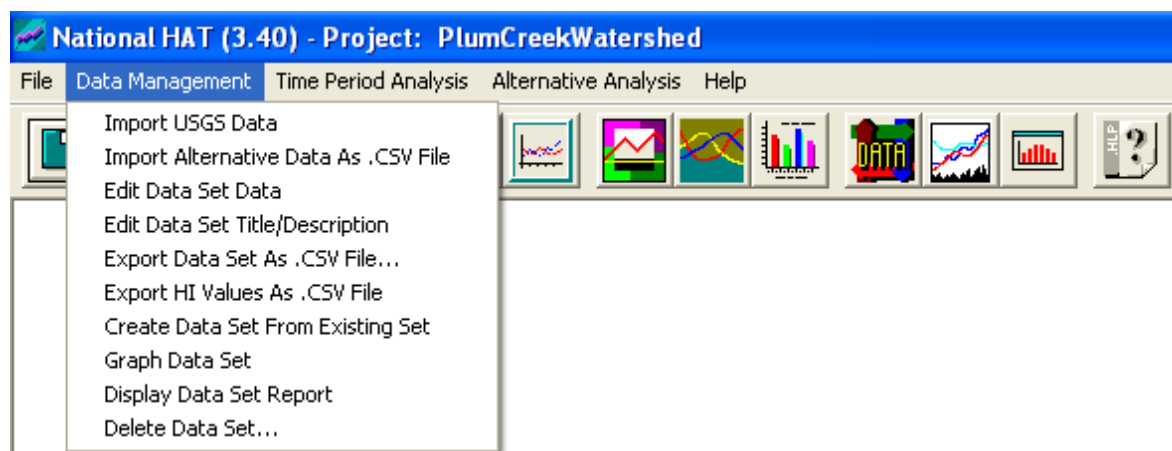 National HAT (3.40) - Project: PlumCreekWatershed
File Data Management Time Period Analysis Alternative Analysis Help
Import USGS Data
Import Alternative Data As .CSV File
Edit Data Set Data
Edit Data Set Title/Description
Export Data Set As .CSV File...
Export HI Values As .CSV File
Create Data Set From Existing Set
Graph Data Set
Display Data Set Report
Delete Data Set...
DATA
.HLP ?